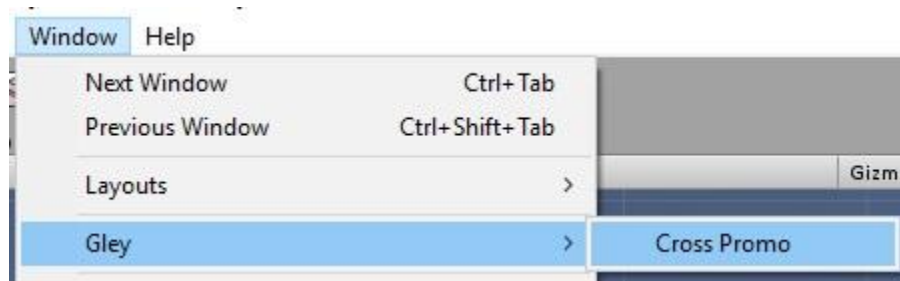 Window Help
Next Window Ctrl+Tab
Previous Window Ctrl+Shift+Tab
Layouts
Gizm
Gley Cross Promo